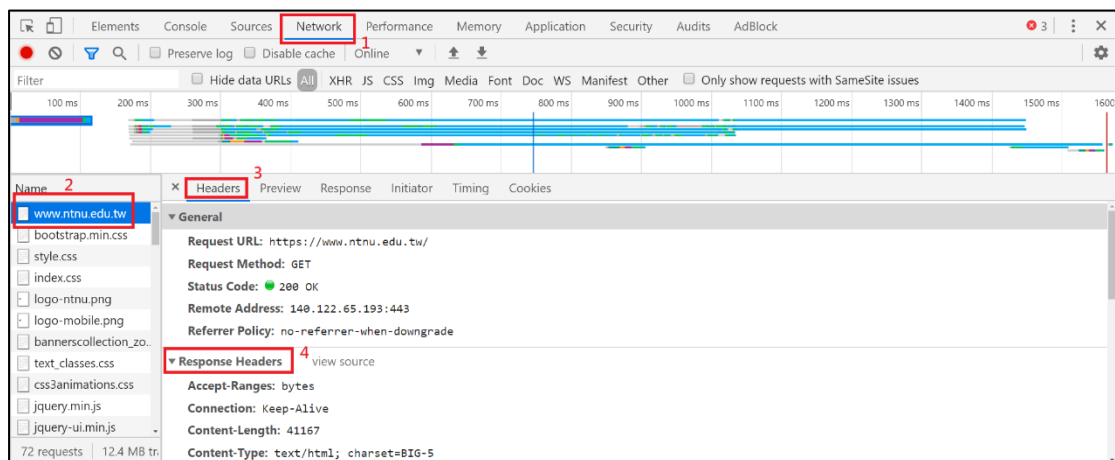 Elements Console Sources Network Performance Memory Application Security Audits AdBlock 3
1
Preserve log Disable cache Online
Filter Hide data URLs All XHR JS CSS Img Media Font Doc WS Manifest Other Only show requests with SameSite issues
100 ms 200 ms 300 ms 400 ms 500 ms 600 ms 700 ms 800 ms 900 ms 1000 ms 1100 ms 1200 ms 1300 ms 1400 ms 1500 ms 1600
Name 2
3
× Headers Preview Response Initiator Timing Cookies
www.ntnu.edu.tw
bootstrap.min.css
style.css
index.css
logo-ntnu.png
logo-mobile.png
bannerscollection_zo..
text_classes.css
css3animations.css
jquery.min.js
jquery-ui.min.js
72 requests 12.4 MB tr
▼ General
Request URL: https://www.ntnu.edu.tw/
Request Method: GET
Status Code: 200 OK
Remote Address: 140.122.65.193:443
Referrer Policy: no-referrer-when-downgrade
▼ Response Headers 4 view source
Accept-Ranges: bytes
Connection: Keep-Alive
Content-Length: 41167
Content-Type: text/html; charset=BIG-5